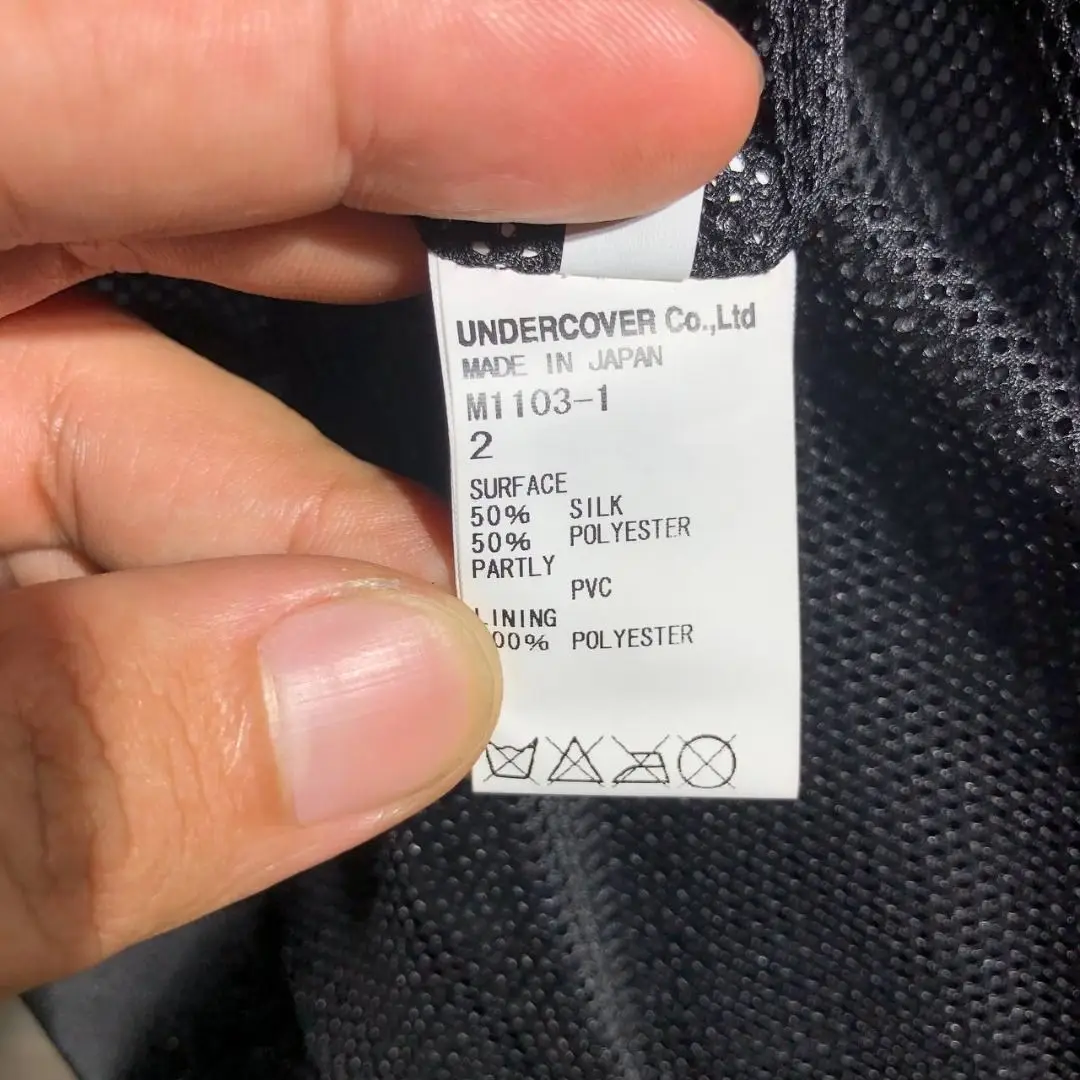 UNDERCOVER Co.,Ltd
MADE IN JAPAN
M1103-1
2
SURFACE
50% SILK
50% POLYESTER
PARTLY
PVC
LINING
00% POLYESTER